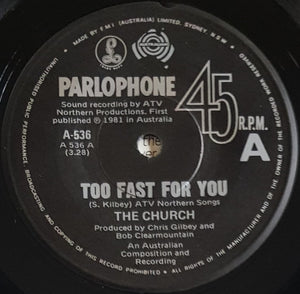 MADE BY EMI (AUSTRALIA) LIMITED, SYDNEY, N.S.W.
PARLOPHONE
45 R.P.M.
Sound recording by ATV
Northern Productions. First
published ℗ 1981 in Australia
A-536
A 536 A
(3.28)
A
TOO FAST FOR YOU
(S. Kilbey) ATV Northern Songs
THE CHURCH
Produced by Chris Gilbey and
Bob Clearmountain
An Australian
Composition and
Recording
UNAUTHORISED PUBLIC PERFORMANCE, BROADCASTING AND COPYING OF THIS RECORD PROHIBITED. ALL RIGHTS OF THE MANUFACTURER AND OF THE OWNER OF THE RECORDED WORK RESERVED